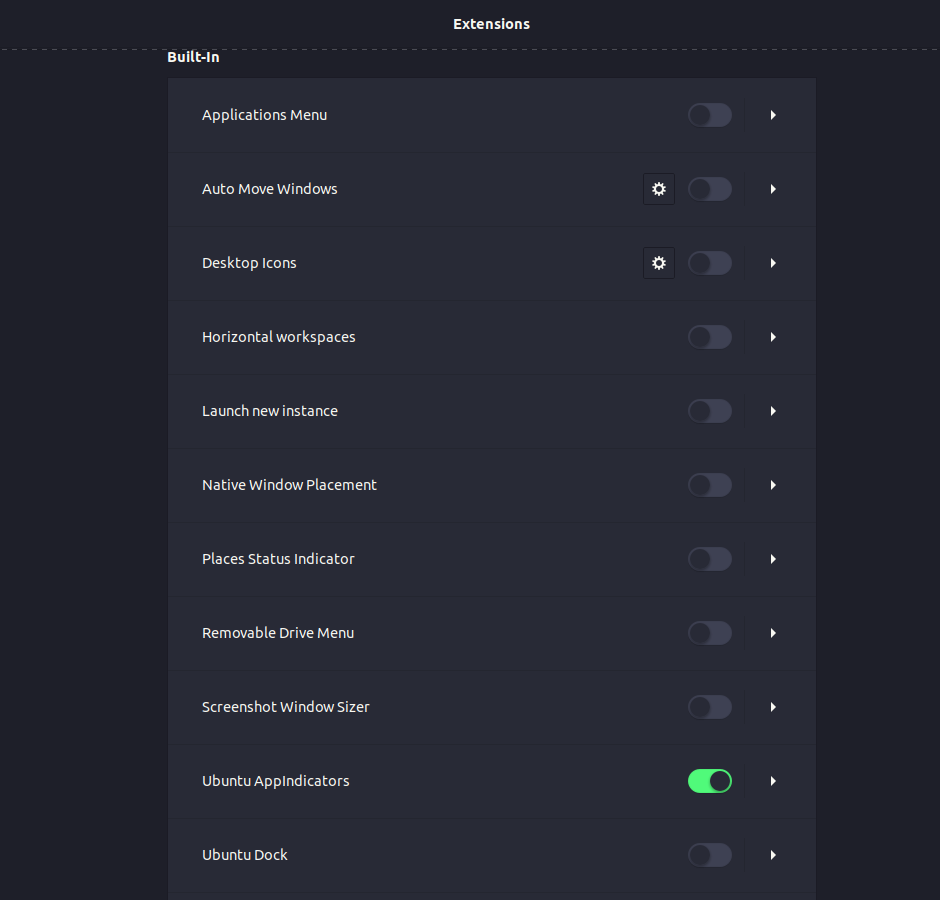 Extensions
Built-In
Applications Menu
Auto Move Windows
Desktop Icons
Horizontal workspaces
Launch new instance
Native Window Placement
Places Status Indicator
Removable Drive Menu
Screenshot Window Sizer
Ubuntu AppIndicators
Ubuntu Dock